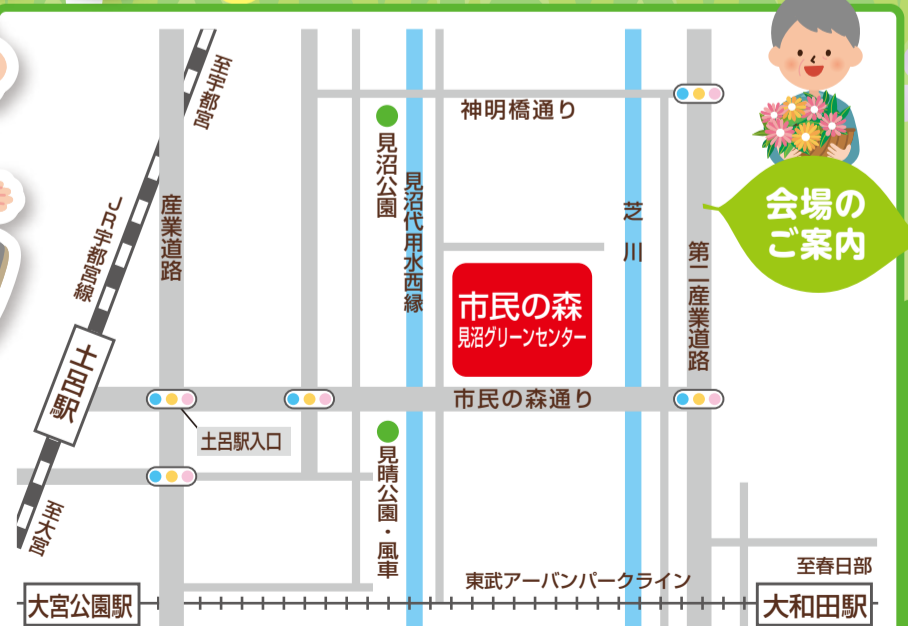 至宇都宮
神明橋通り
見沼公園
会場の
ご案内
JR宇都宮線
産業道路
見沼代用水西縁
芝川
第二産業道路
市民の森
見沼グリーンセンター
土呂駅
市民の森通り
土呂駅入口
見晴公園・風車
至大宮
東武アーバンパークライン
至春日部
大宮公園駅
大和田駅